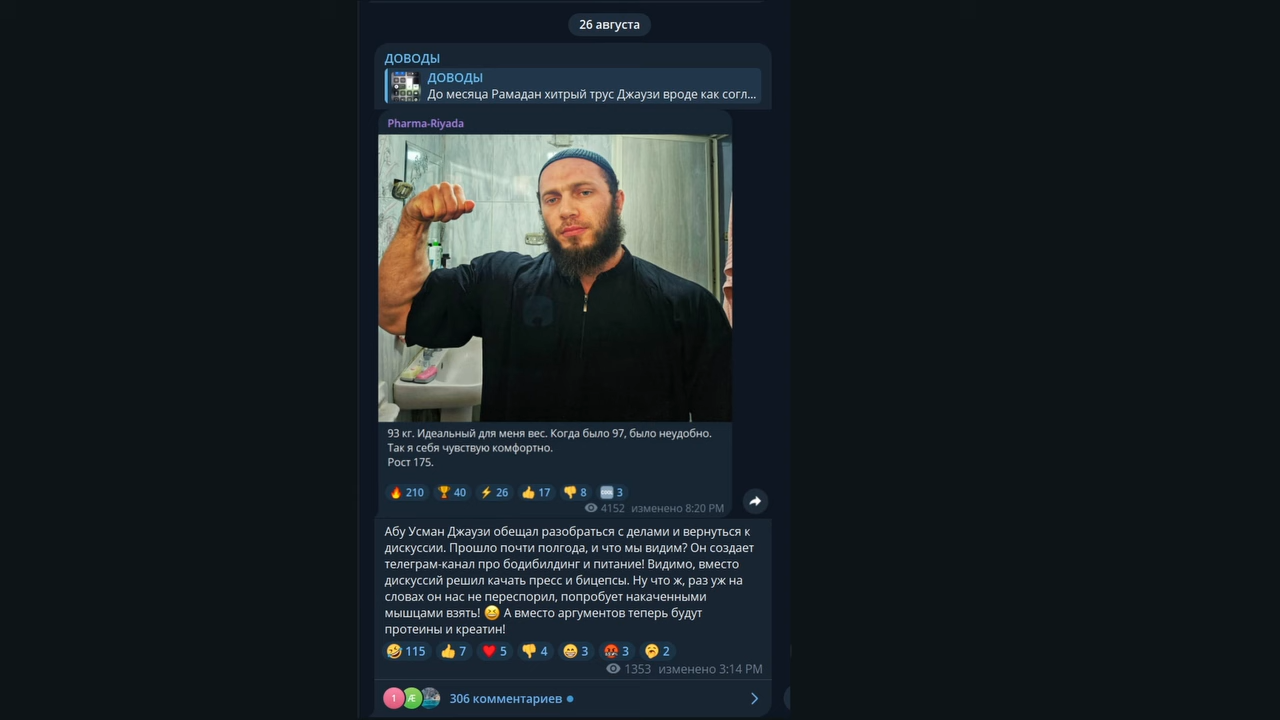 26 августа
ДОВОДЫ
ДОВОДЫ
До месяца Рамадан хитрый трус Джаузи вроде как согл...
Pharma-Riyada
93 кг. Идеальный для меня вес. Когда было 97, было неудобно.
Так я себя чувствую комфортно.
Рост 175.
210 40 26 17 8 3
4152 изменено 8:20 PM
Абу Усман Джаузи обещал разобраться с делами и вернуться к
дискуссии. Прошло почти полгода, и что мы видим? Он создает
телеграм-канал про бодибилдинг и питание! Видимо, вместо
дискуссий решил качать пресс и бицепсы. Ну что ж, раз уж на
словах он нас не переспорил, попробует накаченными
мышцами взять! 😆 А вместо аргументов теперь будут
протеины и креатин!
115 7 5 4 3 3 2
1353 изменено 3:14 PM
1 Æ 306 комментариев